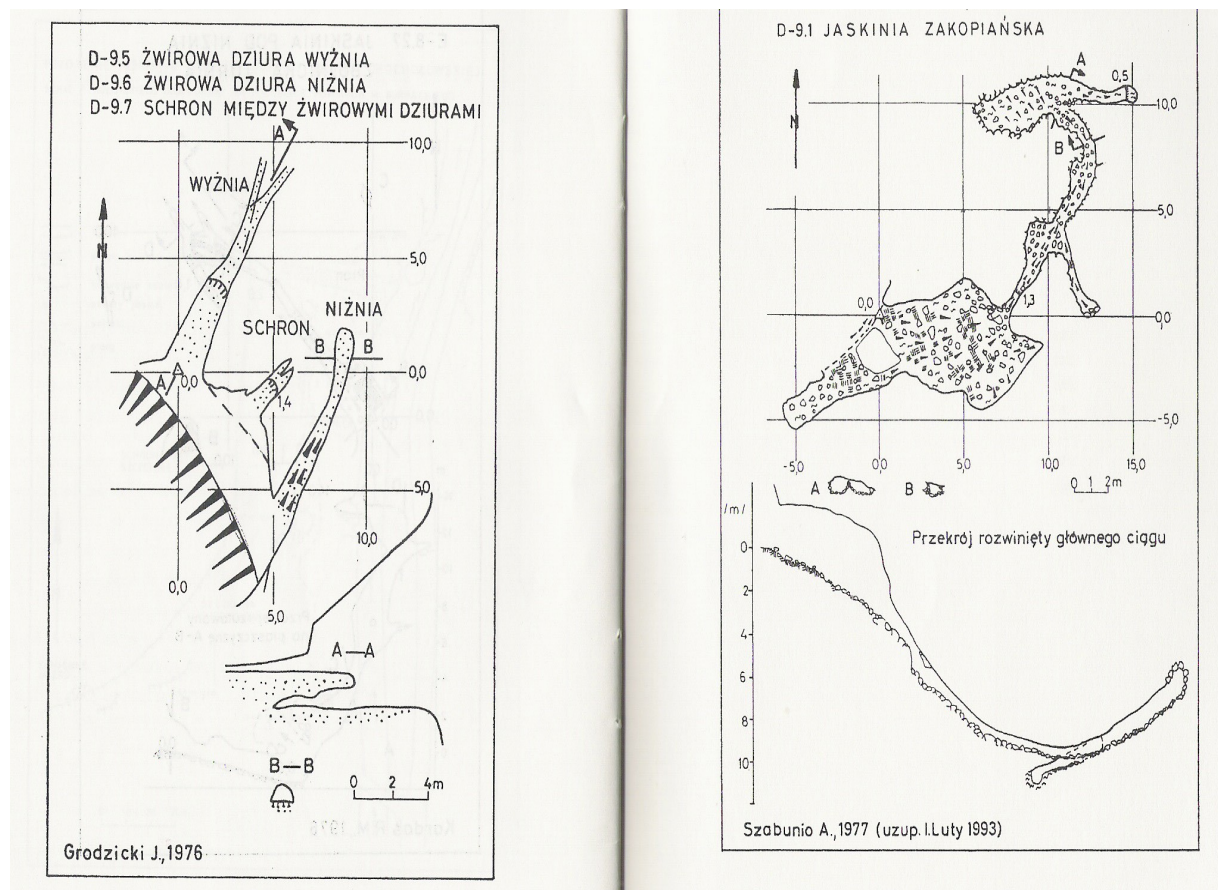 D-9.5 ŻWIROWA DZIURA WYŻNIA
D-9.6 ŻWIROWA DZIURA NIŻNIA
D-9.7 SCHRON MIĘDZY ŻWIROWYMI DZIURAMI
A
10,0
WYŻNIA
N
5,0
NIŻNIA
SCHRON
B B
A 0,0
0,0
1,4
5,0
10,0
0,0
5,0
A—A
B—B
0 2 4m
Grodzicki J.,1976
D-9.1 JASKINIA ZAKOPIAŃSKA
A
0,5
10,0
N
B
5,0
0,0
1,3
0,0
-5,0
-5,0 0,0 5,0 10,0 15,0
A B
0 1 2m
/m/
Przekrój rozwinięty głównego ciągu
0
2
4
6
8
10
Szabunio A.,1977 (uzup. I.Luty 1993)